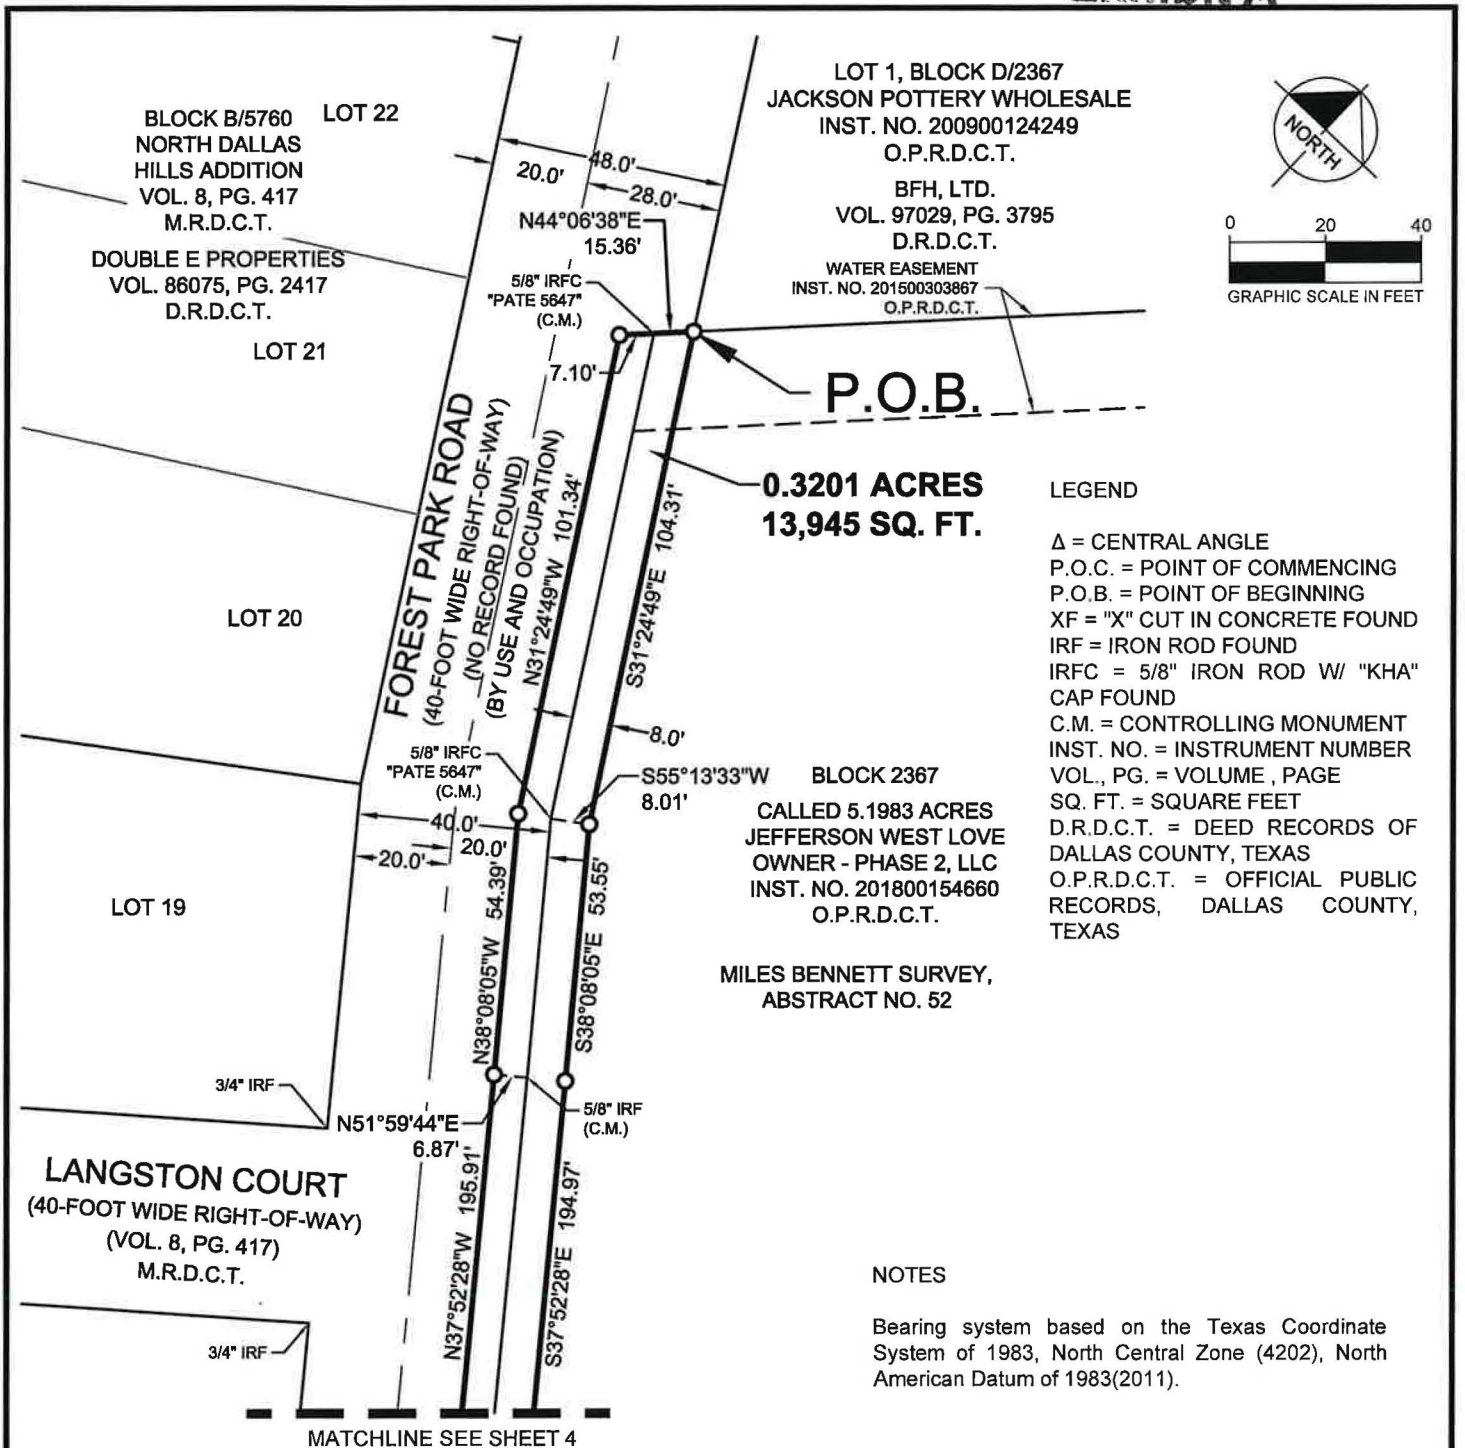 BLOCK B/5760
NORTH DALLAS
HILLS ADDITION
VOL. 8, PG. 417
M.R.D.C.T.
LOT 22
DOUBLE E PROPERTIES
VOL. 86075, PG. 2417
D.R.D.C.T.
LOT 21
LOT 20
LOT 19
48.0'
20.0'
28.0'
N44°06'38"E
15.36'
5/8" IRFC
"PATE 5647"
(C.M.)
7.10'
LOT 1, BLOCK D/2367
JACKSON POTTERY WHOLESALE
INST. NO. 200900124249
O.P.R.D.C.T.
BFH, LTD.
VOL. 97029, PG. 3795
D.R.D.C.T.
WATER EASEMENT
INST. NO. 201500303867
O.P.R.D.C.T.
NORTH
0 20 40
GRAPHIC SCALE IN FEET
P.O.B.
0.3201 ACRES
13,945 SQ. FT.
FOREST PARK ROAD
(40-FOOT WIDE RIGHT-OF-WAY)
(NO RECORD FOUND)
(BY USE AND OCCUPATION)
N31°24'49"W 101.34'
S31°24'49"E 104.31'
8.0'
5/8" IRFC
"PATE 5647"
(C.M.)
S55°13'33"W
8.01'
40.0'
20.0'
20.0'
N38°08'05"W 54.39'
S38°08'05"E 53.55'
BLOCK 2367
CALLED 5.1983 ACRES
JEFFERSON WEST LOVE
OWNER - PHASE 2, LLC
INST. NO. 201800154660
O.P.R.D.C.T.
MILES BENNETT SURVEY,
ABSTRACT NO. 52
LEGEND
Δ = CENTRAL ANGLE
P.O.C. = POINT OF COMMENCING
P.O.B. = POINT OF BEGINNING
XF = "X" CUT IN CONCRETE FOUND
IRF = IRON ROD FOUND
IRFC = 5/8" IRON ROD W/ "KHA"
CAP FOUND
C.M. = CONTROLLING MONUMENT
INST. NO. = INSTRUMENT NUMBER
VOL., PG. = VOLUME , PAGE
SQ. FT. = SQUARE FEET
D.R.D.C.T. = DEED RECORDS OF
DALLAS COUNTY, TEXAS
O.P.R.D.C.T. = OFFICIAL PUBLIC
RECORDS, DALLAS COUNTY,
TEXAS
3/4" IRF
N51°59'44"E
6.87'
5/8" IRF
(C.M.)
LANGSTON COURT
(40-FOOT WIDE RIGHT-OF-WAY)
(VOL. 8, PG. 417)
M.R.D.C.T.
N37°52'28"W 195.91'
S37°52'28"E 194.97'
3/4" IRF
NOTES
Bearing system based on the Texas Coordinate
System of 1983, North Central Zone (4202), North
American Datum of 1983(2011).
MATCHLINE SEE SHEET 4